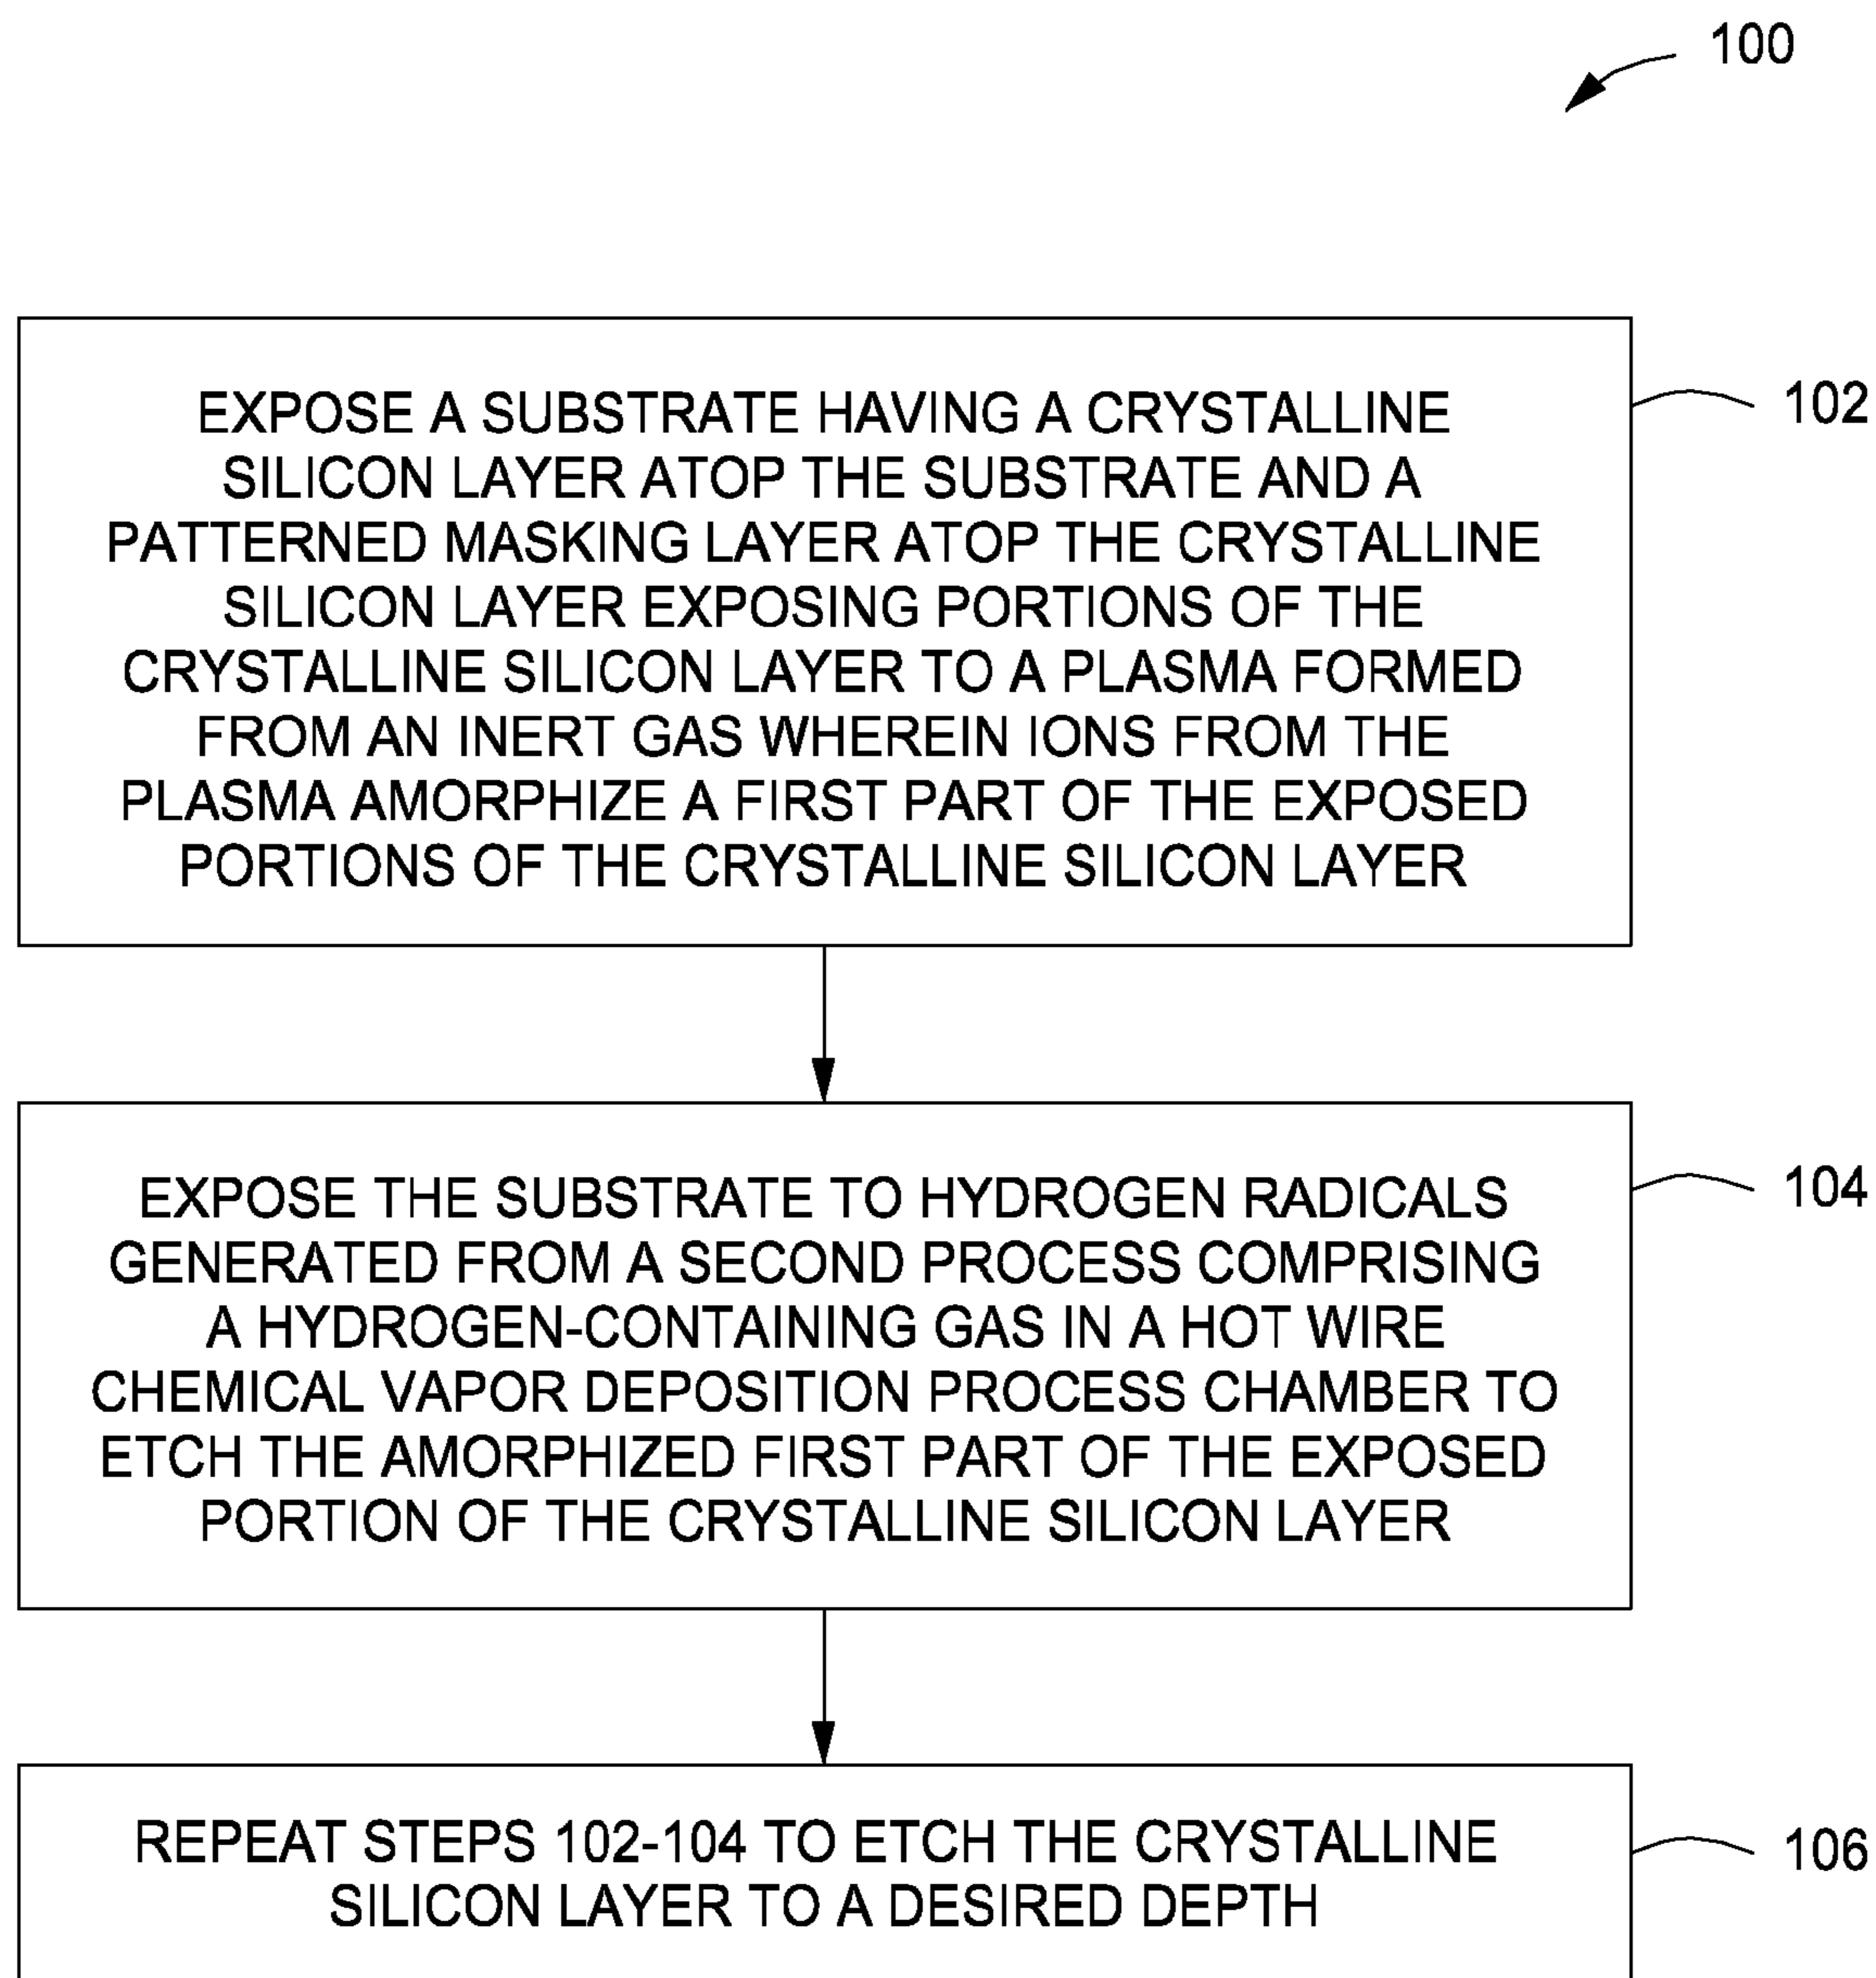 100
EXPOSE A SUBSTRATE HAVING A CRYSTALLINE
SILICON LAYER ATOP THE SUBSTRATE AND A
PATTERNED MASKING LAYER ATOP THE CRYSTALLINE
SILICON LAYER EXPOSING PORTIONS OF THE
CRYSTALLINE SILICON LAYER TO A PLASMA FORMED
FROM AN INERT GAS WHEREIN IONS FROM THE
PLASMA AMORPHIZE A FIRST PART OF THE EXPOSED
PORTIONS OF THE CRYSTALLINE SILICON LAYER
102
EXPOSE THE SUBSTRATE TO HYDROGEN RADICALS
GENERATED FROM A SECOND PROCESS COMPRISING
A HYDROGEN-CONTAINING GAS IN A HOT WIRE
CHEMICAL VAPOR DEPOSITION PROCESS CHAMBER TO
ETCH THE AMORPHIZED FIRST PART OF THE EXPOSED
PORTION OF THE CRYSTALLINE SILICON LAYER
104
REPEAT STEPS 102-104 TO ETCH THE CRYSTALLINE
SILICON LAYER TO A DESIRED DEPTH
106